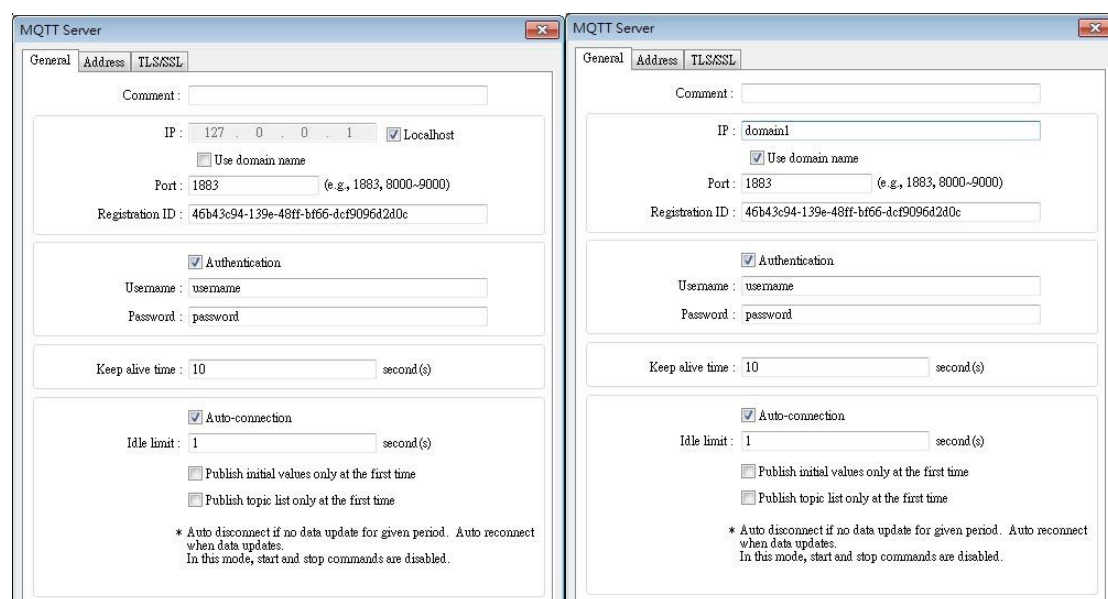 MQTT Server
General Address TLS/SSL
Comment :
IP : 127 . 0 . 0 . 1 Localhost
Use domain name
Port : 1883 (e.g., 1883, 8000~9000)
Registration ID : 46b43c94-139e-48ff-bf66-dcf9096d2d0c
Authentication
Username : username
Password : password
Keep alive time : 10 second(s)
Auto-connection
Idle limit : 1 second(s)
Publish initial values only at the first time
Publish topic list only at the first time
* Auto disconnect if no data update for given period. Auto reconnect
when data updates.
In this mode, start and stop commands are disabled.
MQTT Server
General Address TLS/SSL
Comment :
IP : domain1
Use domain name
Port : 1883 (e.g., 1883, 8000~9000)
Registration ID : 46b43c94-139e-48ff-bf66-dcf9096d2d0c
Authentication
Username : username
Password : password
Keep alive time : 10 second(s)
Auto-connection
Idle limit : 1 second(s)
Publish initial values only at the first time
Publish topic list only at the first time
* Auto disconnect if no data update for given period. Auto reconnect
when data updates.
In this mode, start and stop commands are disabled.